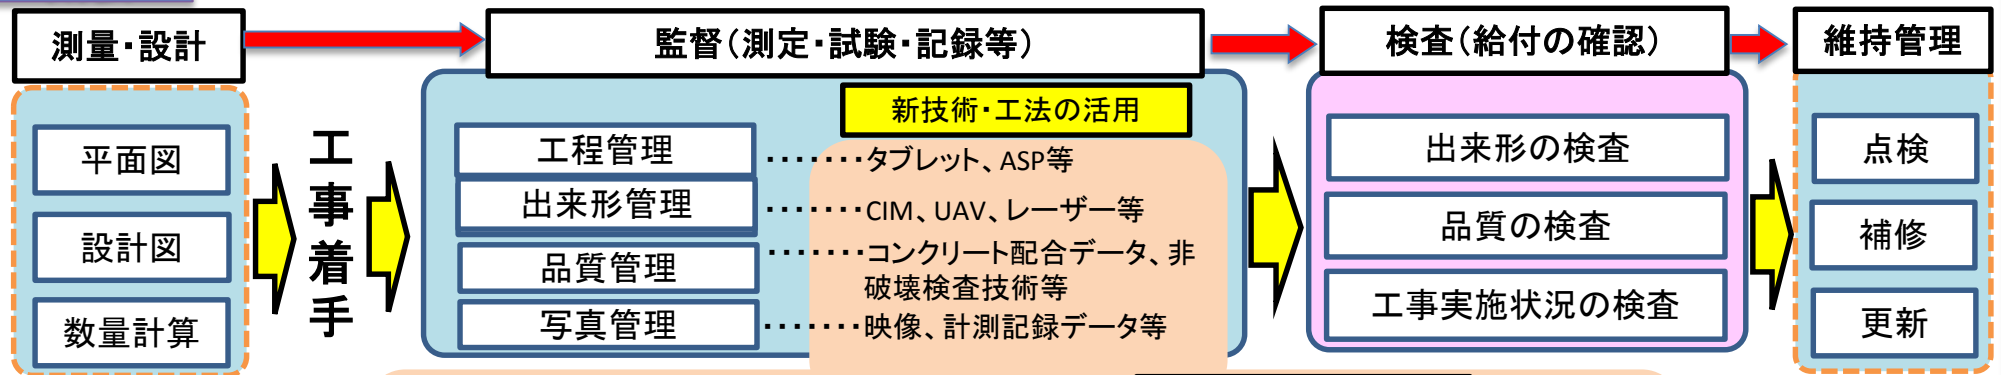 測量・設計
監督(測定・試験・記録等)
検査(給付の確認)
維持管理
平面図
設計図
数量計算
工事着手
新技術・工法の活用
工程管理
・・・・・・・タブレット、ASP等
出来形管理
・・・・・・・CIM、UAV、レーザー等
品質管理
・・・・・・・コンクリート配合データ、非
破壊検査技術等
写真管理
・・・・・・・映像、計測記録データ等
出来形の検査
品質の検査
工事実施状況の検査
点検
補修
更新